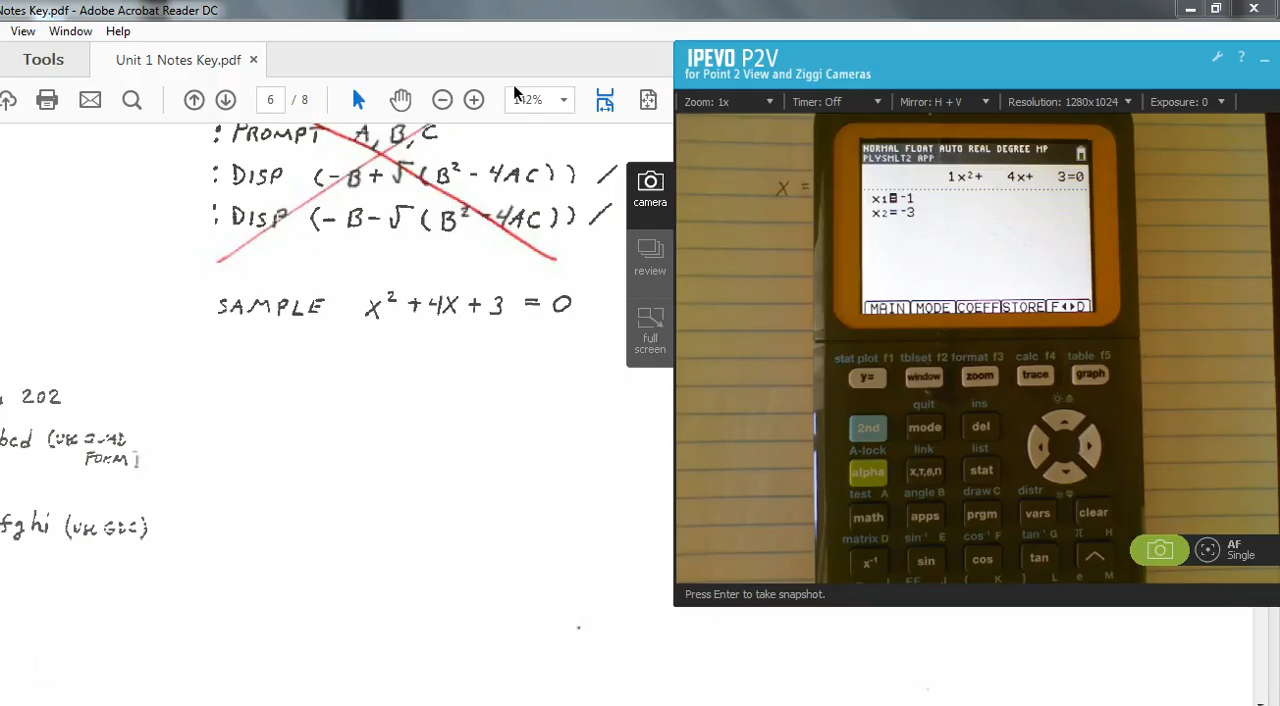 Notes Key.pdf - Adobe Acrobat Reader DC
View Window Help
Tools
Unit 1 Notes Key.pdf ×
6 / 8
: PROMPT A, B, C
: DISP (-B+√(B²-4AC)) /
: DISP (-B-√(B²-4AC)) /
SAMPLE x²+4x+3=0
202
bcd
FORM
fghi
IPEVO P2V
for Point 2 View and Ziggi Cameras
Zoom: 1x
Timer: Off
Mirror: H + V
Resolution: 1280x1024
Exposure: 0
camera
review
full
screen
X =
NORMAL FLOAT AUTO REAL DEGREE MP
PLYSMLT2 APP
1x²+ 4x+ 3=0
x1=-1
x2=-3
MAIN MODE COEFF STORE F◄►D
stat plot f1 tblset f2 format f3 calc f4 table f5
y= window zoom trace graph
quit ins
2nd mode del
A-lock link list
alpha X,T,θ,n stat
test A angle B draw C distr
math apps prgm vars clear
matrix D sin⁻¹ E cos⁻¹ F tan⁻¹ G π H
x⁻¹ sin cos tan ^
AF
Single
Press Enter to take snapshot.